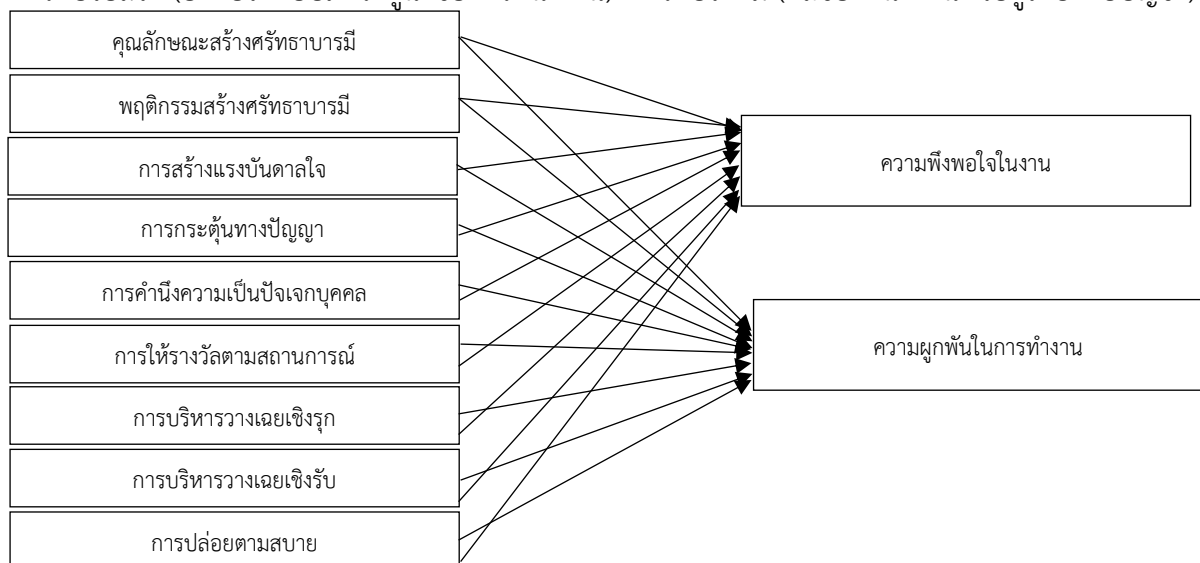 คุณลักษณะสร้างศรัทธาบารมี
พฤติกรรมสร้างศรัทธาบารมี
การสร้างแรงบันดาลใจ
การกระตุ้นทางปัญญา
การคำนึงความเป็นปัจเจกบุคคล
การให้รางวัลตามสถานการณ์
การบริหารวางเฉยเชิงรุก
การบริหารวางเฉยเชิงรับ
การปล่อยตามสบาย
ความพึงพอใจในงาน
ความผูกพันในการทำงาน